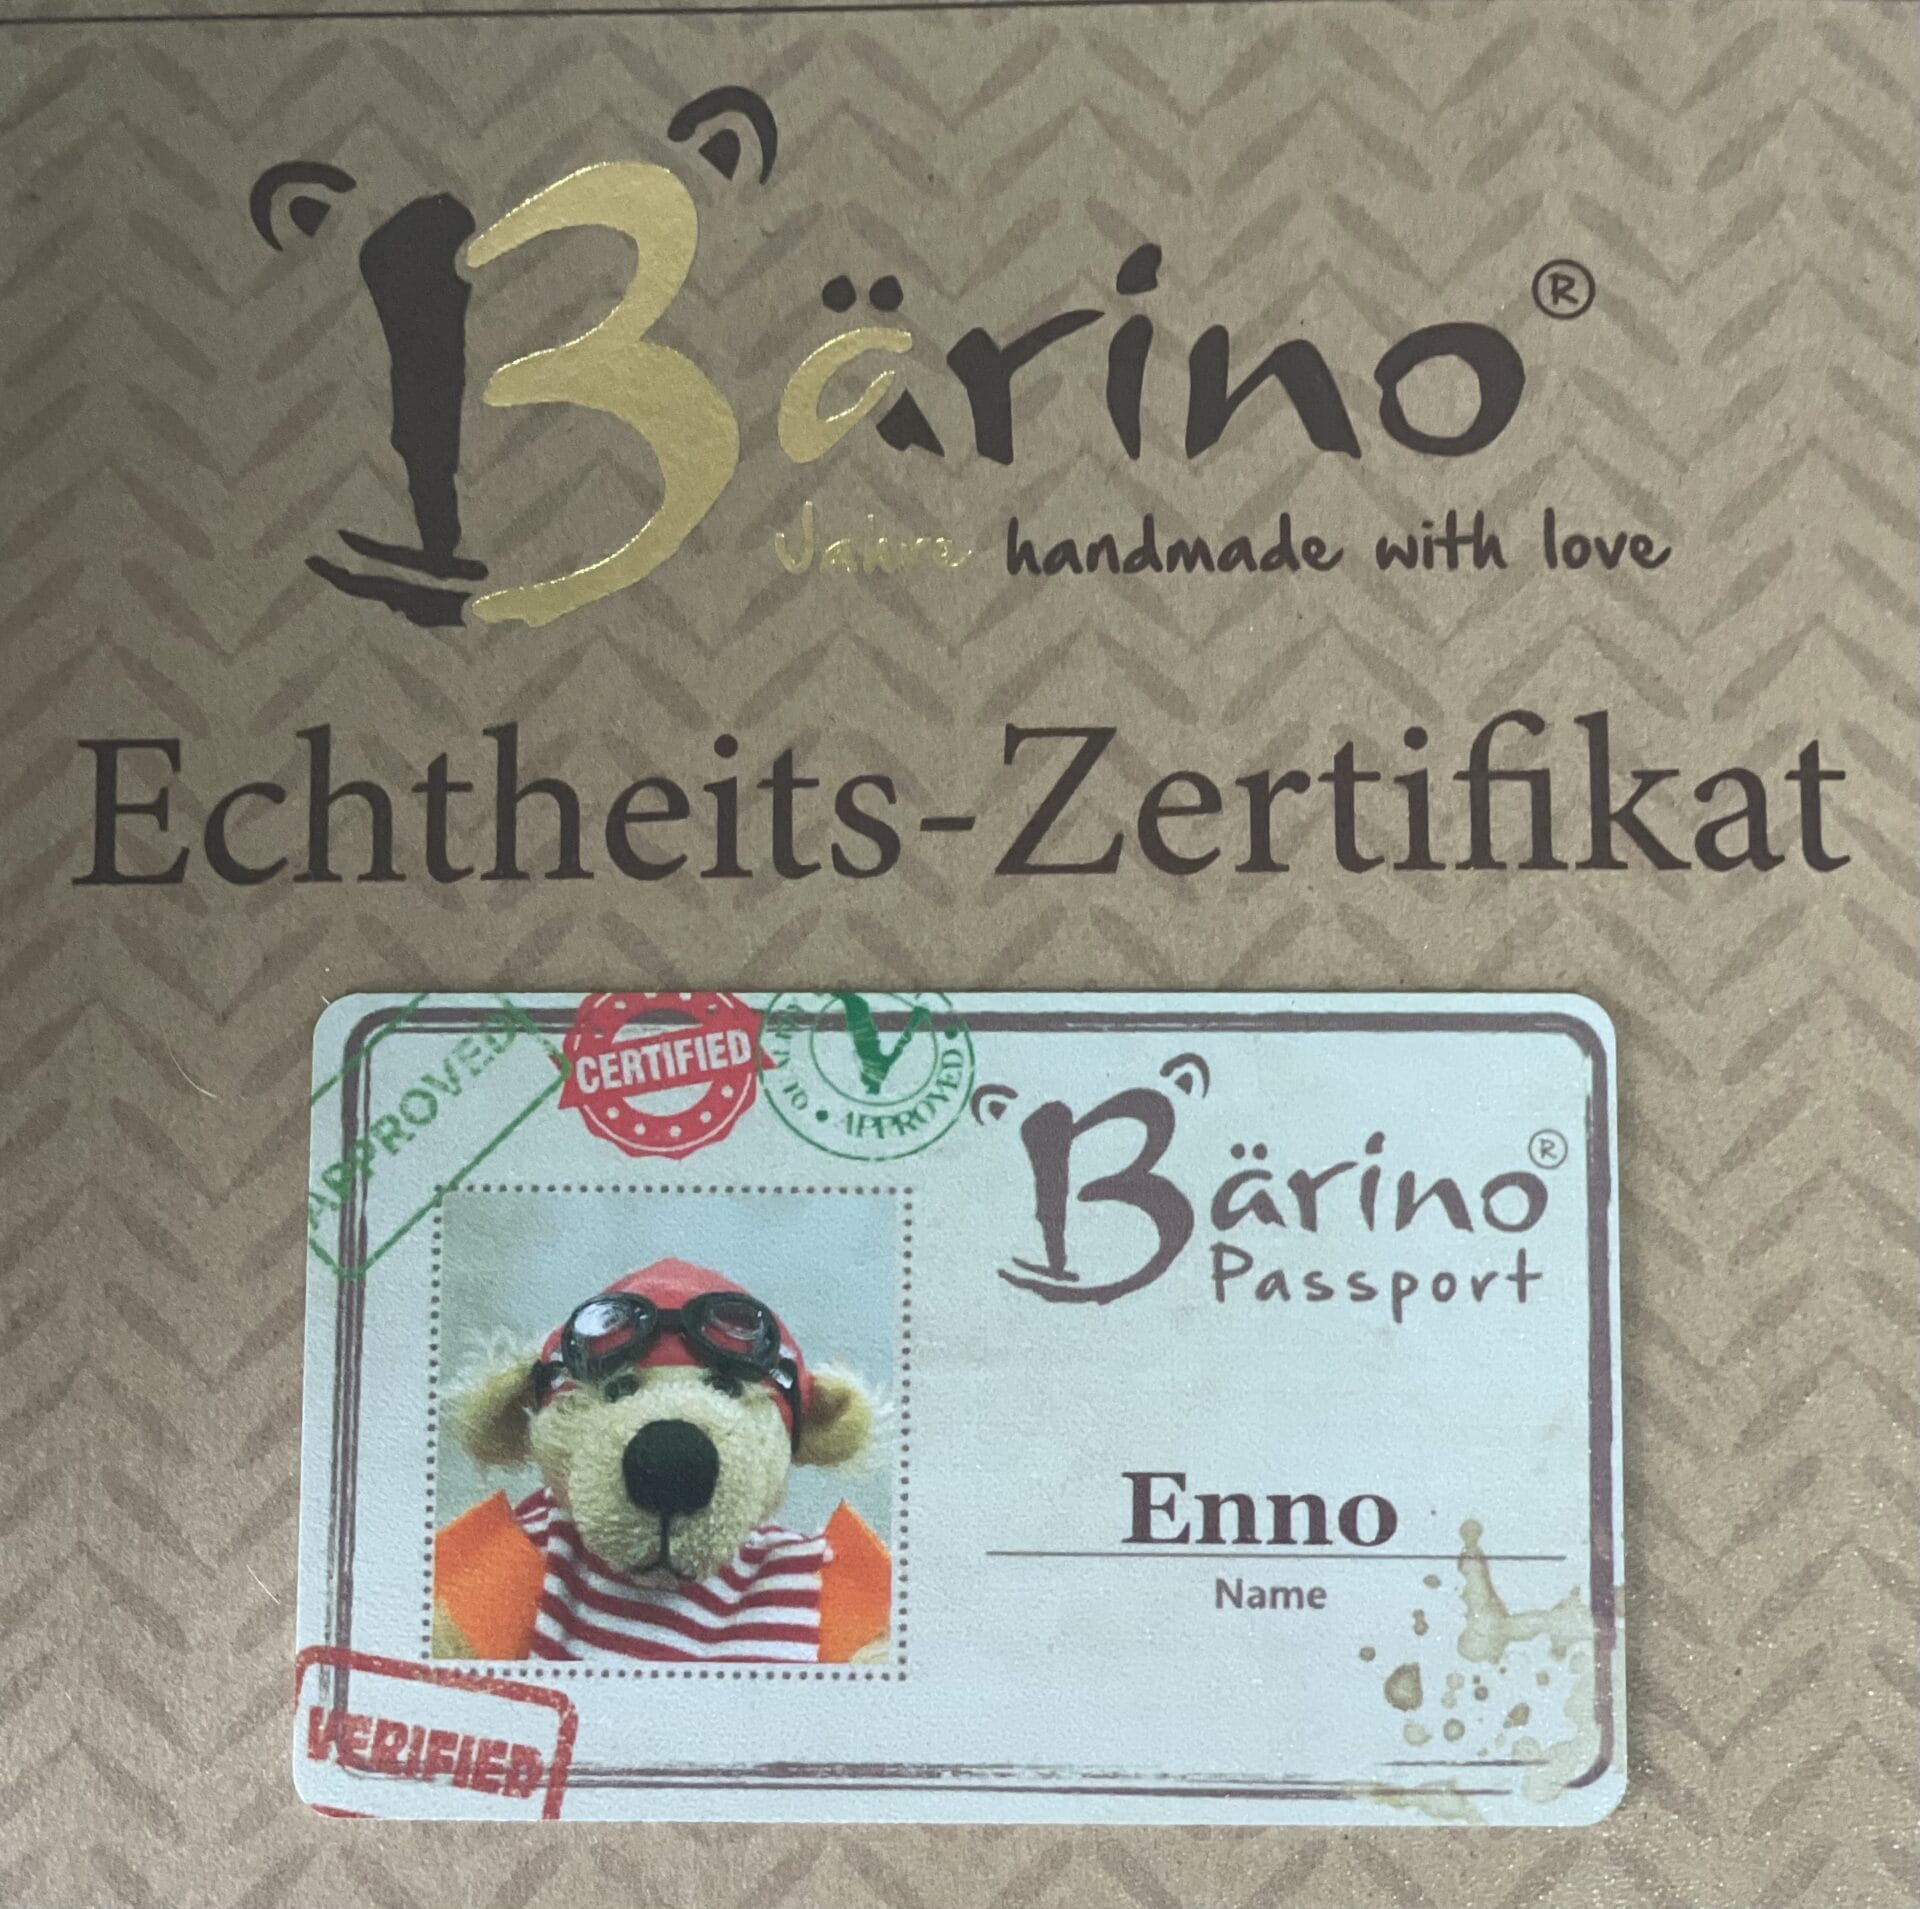 Bärino®
Jahre handmade with love
Echtheits-Zertifikat
APPROVED
CERTIFIED
APPROVED
Bärino®
Passport
Enno
Name
VERIFIED